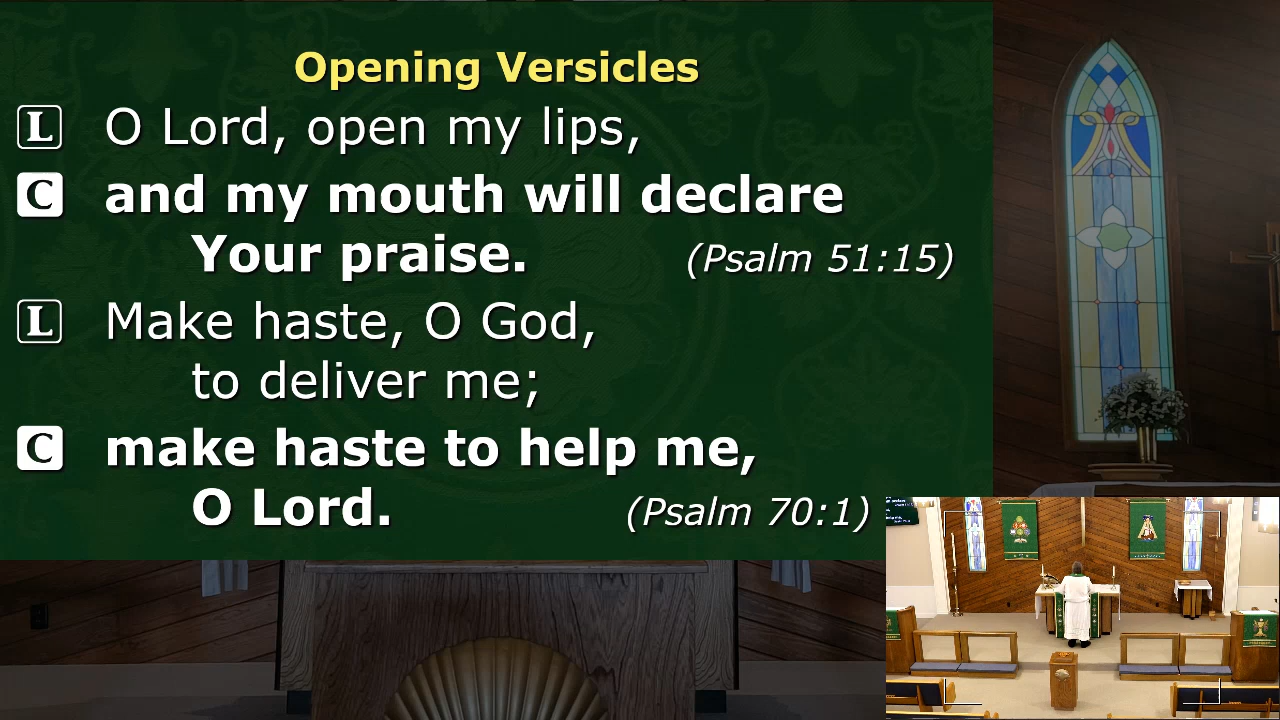 Opening Versicles
L O Lord, open my lips,
C and my mouth will declare
Your praise. (Psalm 51:15)
L Make haste, O God,
to deliver me;
C make haste to help me,
O Lord. (Psalm 70:1)